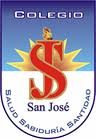 COLEGIO
SJ
San José
SALUD SABIDURÍA SANTIDAD